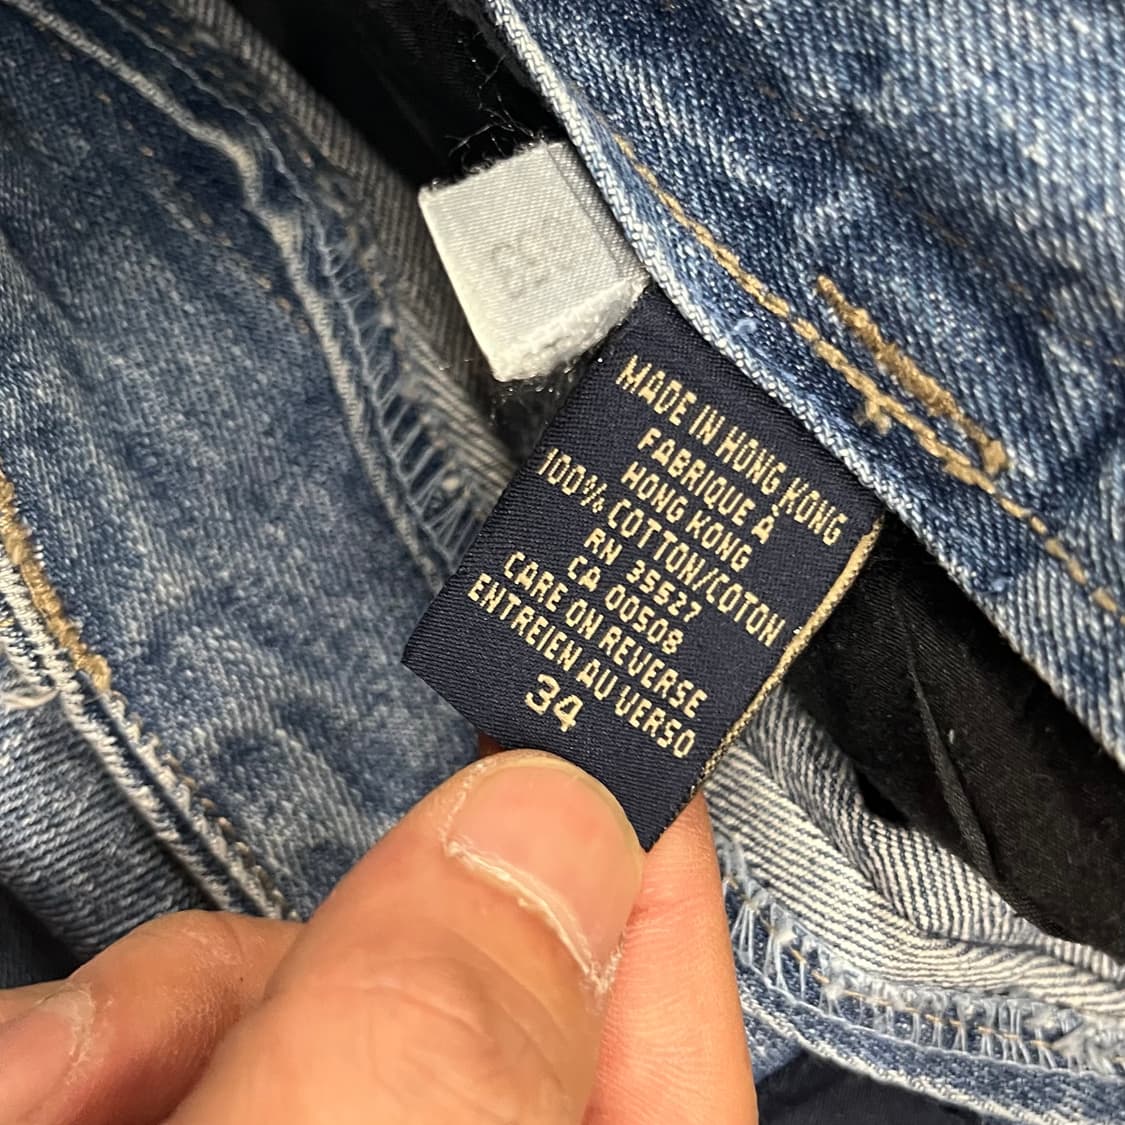 MADE IN HONG KONG
FABRIQUE À
HONG KONG
100% COTTON/COTON
RN 35527
CA 00508
CARE ON REVERSE
ENTREIEN AU VERSO
34